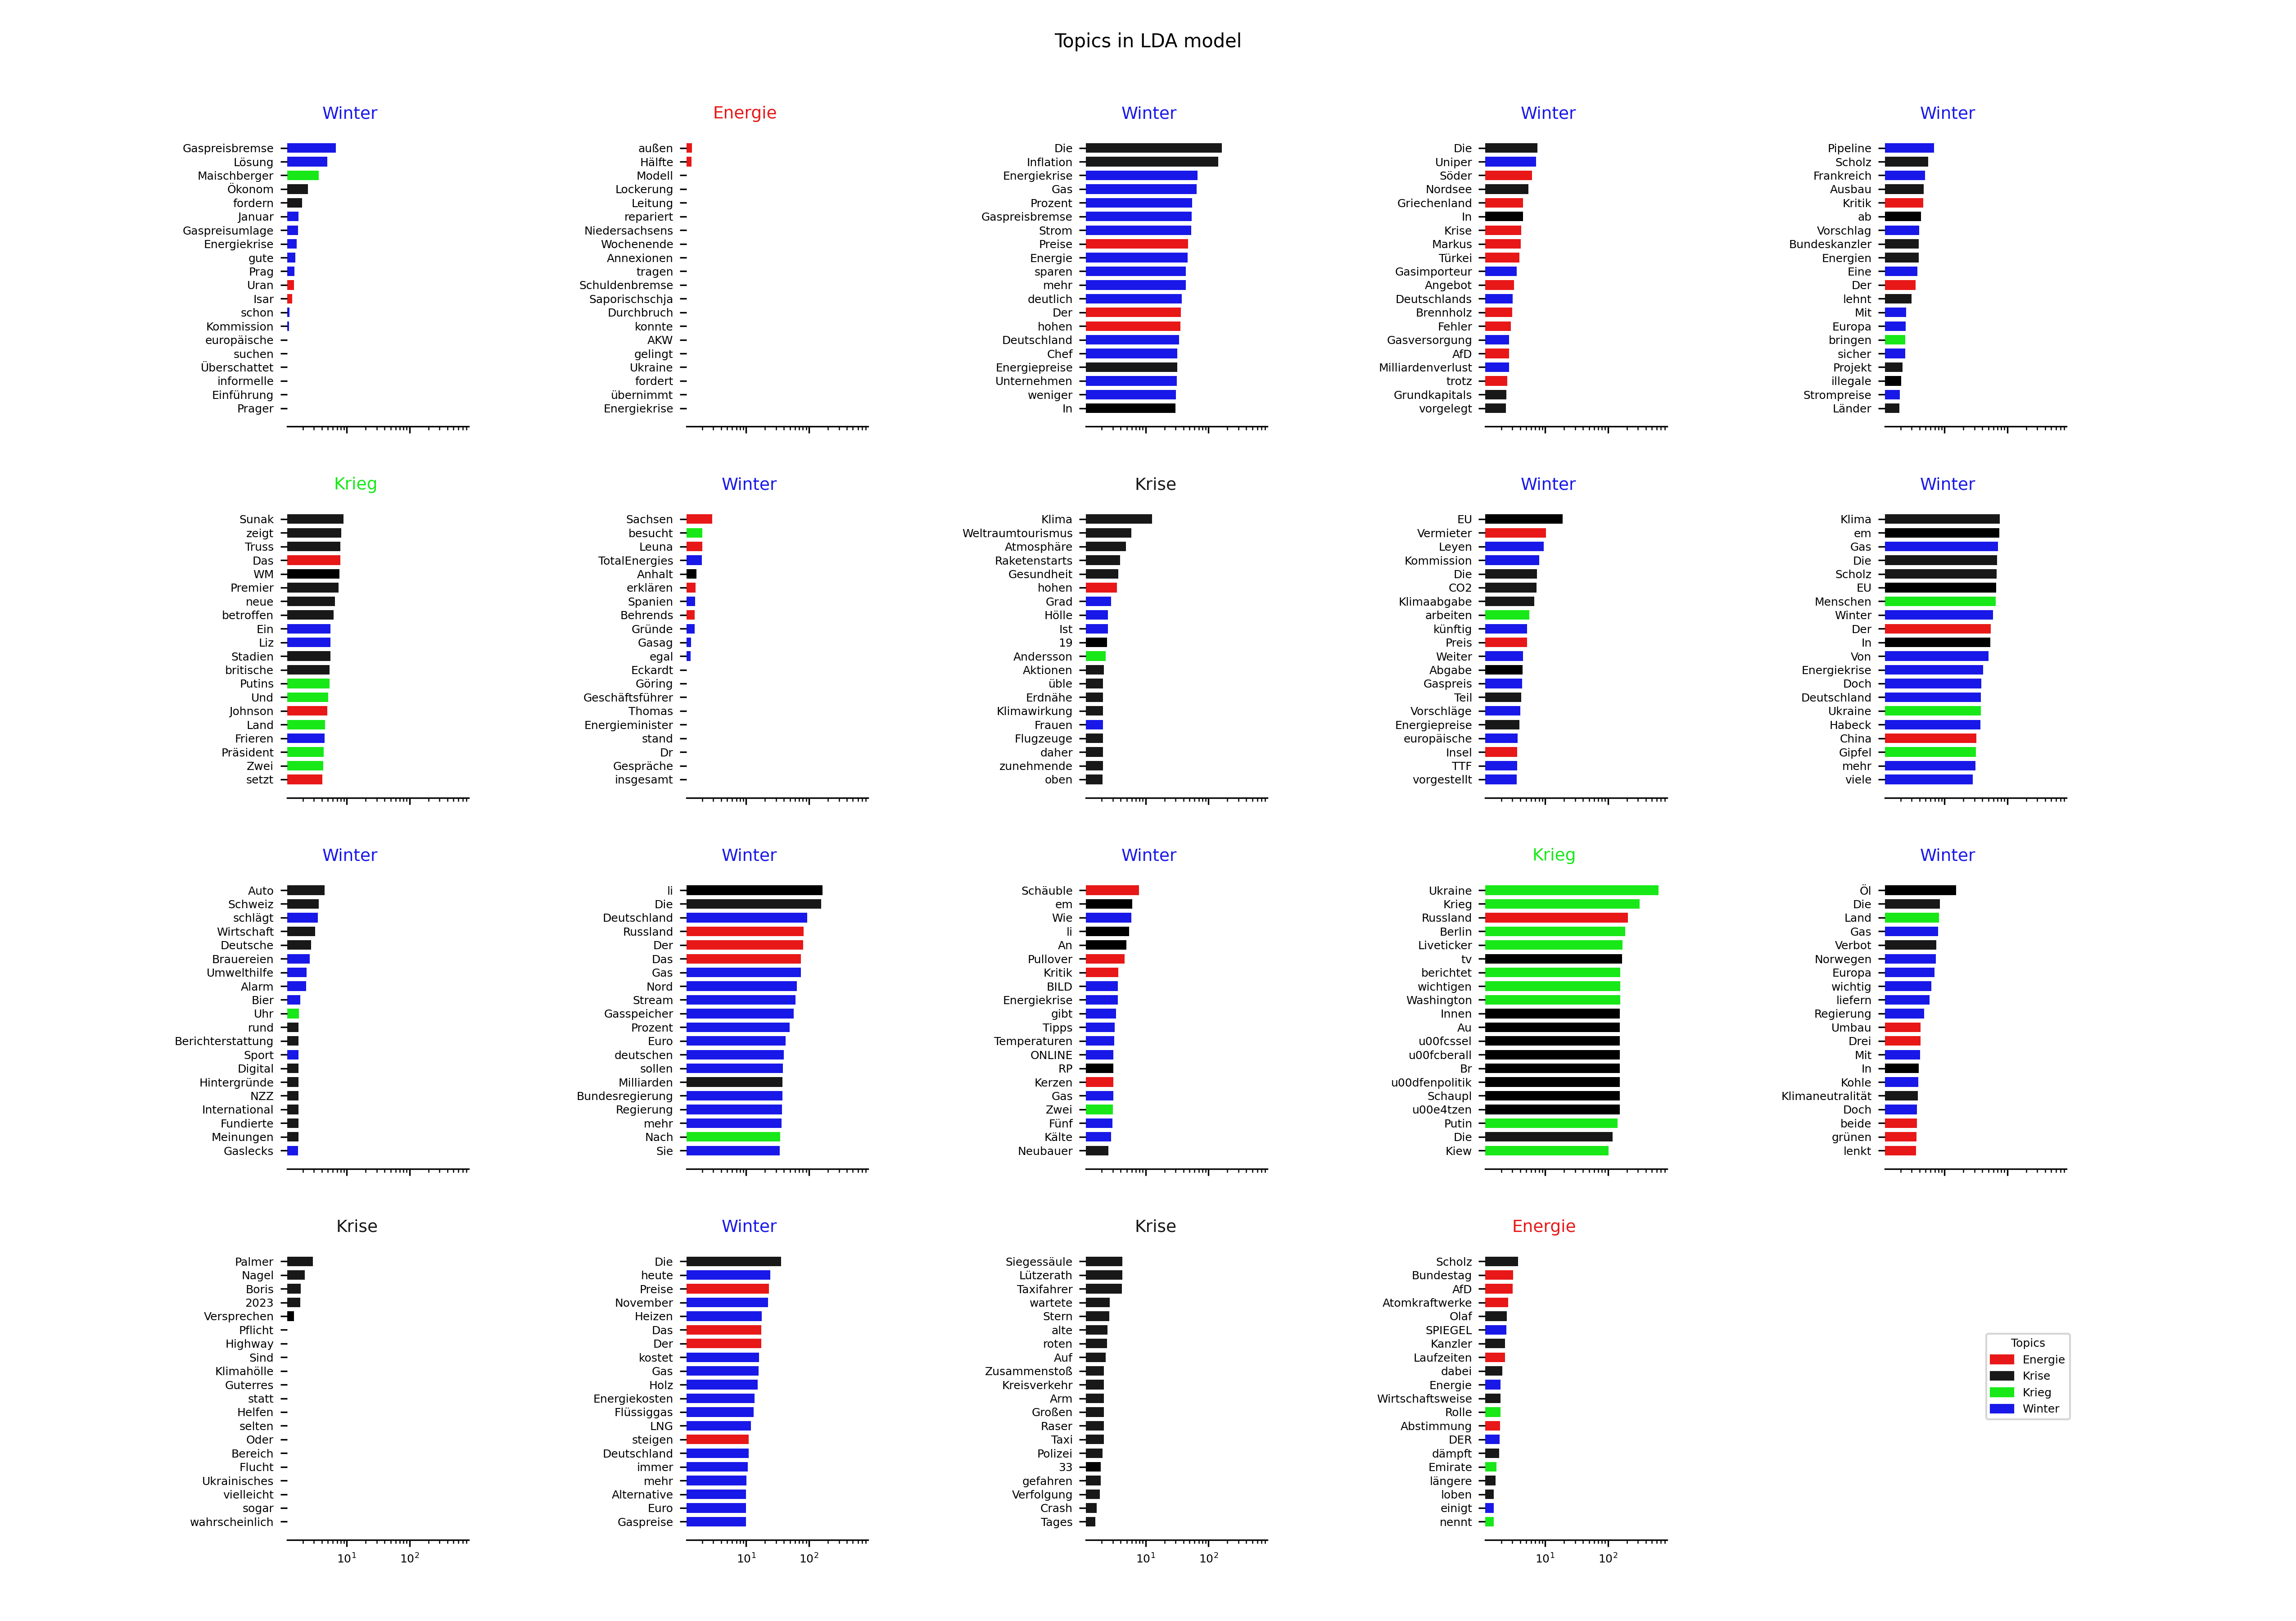 Topics in LDA model
Winter
Gaspreisbremse
Lösung
Maischberger
Ökonom
fordern
Januar
Gaspreisumlage
Energiekrise
gute
Prag
Uran
Isar
schon
Kommission
europäische
suchen
Überschattet
informelle
Einführung
Prager
Energie
außen
Hälfte
Modell
Lockerung
Leitung
repariert
Niedersachsens
Wochenende
Annexionen
tragen
Schuldenbremse
Saporischschja
Durchbruch
konnte
AKW
gelingt
Ukraine
fordert
übernimmt
Energiekrise
Winter
Die
Inflation
Energiekrise
Gas
Prozent
Gaspreisbremse
Strom
Preise
Energie
sparen
mehr
deutlich
Der
hohen
Deutschland
Chef
Energiepreise
Unternehmen
weniger
In
Winter
Die
Uniper
Söder
Nordsee
Griechenland
In
Krise
Markus
Türkei
Gasimporteur
Angebot
Deutschlands
Brennholz
Fehler
Gasversorgung
AfD
Milliardenverlust
trotz
Grundkapitals
vorgelegt
Winter
Pipeline
Scholz
Frankreich
Ausbau
Kritik
ab
Vorschlag
Bundeskanzler
Energien
Eine
Der
lehnt
Mit
Europa
bringen
sicher
Projekt
illegale
Strompreise
Länder
Krieg
Sunak
zeigt
Truss
Das
WM
Premier
neue
betroffen
Ein
Liz
Stadien
britische
Putins
Und
Johnson
Land
Frieren
Präsident
Zwei
setzt
Winter
Sachsen
besucht
Leuna
TotalEnergies
Anhalt
erklären
Spanien
Behrends
Gründe
Gasag
egal
Eckardt
Göring
Geschäftsführer
Thomas
Energieminister
stand
Dr
Gespräche
insgesamt
Krise
Klima
Weltraumtourismus
Atmosphäre
Raketenstarts
Gesundheit
hohen
Grad
Hölle
Ist
19
Andersson
Aktionen
üble
Erdnähe
Klimawirkung
Frauen
Flugzeuge
daher
zunehmende
oben
Winter
EU
Vermieter
Leyen
Kommission
Die
CO2
Klimaabgabe
arbeiten
künftig
Preis
Weiter
Abgabe
Gaspreis
Teil
Vorschläge
Energiepreise
europäische
Insel
TTF
vorgestellt
Winter
Klima
em
Gas
Die
Scholz
EU
Menschen
Winter
Der
In
Von
Energiekrise
Doch
Deutschland
Ukraine
Habeck
China
Gipfel
mehr
viele
Winter
Auto
Schweiz
schlägt
Wirtschaft
Deutsche
Brauereien
Umwelthilfe
Alarm
Bier
Uhr
rund
Berichterstattung
Sport
Digital
Hintergründe
NZZ
International
Fundierte
Meinungen
Gaslecks
Winter
li
Die
Deutschland
Russland
Der
Das
Gas
Nord
Stream
Gasspeicher
Prozent
Euro
deutschen
sollen
Milliarden
Bundesregierung
Regierung
mehr
Nach
Sie
Winter
Schäuble
em
Wie
li
An
Pullover
Kritik
BILD
Energiekrise
gibt
Tipps
Temperaturen
ONLINE
RP
Kerzen
Gas
Zwei
Fünf
Kälte
Neubauer
Krieg
Ukraine
Krieg
Russland
Berlin
Liveticker
tv
berichtet
wichtigen
Washington
Innen
Au
u00fcssel
u00fcberall
Br
u00dfenpolitik
Schaupl
u00e4tzen
Putin
Die
Kiew
Winter
Öl
Die
Land
Gas
Verbot
Norwegen
Europa
wichtig
liefern
Regierung
Umbau
Drei
Mit
In
Kohle
Klimaneutralität
Doch
beide
grünen
lenkt
Krise
Palmer
Nagel
Boris
2023
Versprechen
Pflicht
Highway
Sind
Klimahölle
Guterres
statt
Helfen
selten
Oder
Bereich
Flucht
Ukrainisches
vielleicht
sogar
wahrscheinlich
10¹ 10²
Winter
Die
heute
Preise
November
Heizen
Das
Der
kostet
Gas
Holz
Energiekosten
Flüssiggas
LNG
steigen
Deutschland
immer
mehr
Alternative
Euro
Gaspreise
10¹ 10²
Krise
Siegessäule
Lützerath
Taxifahrer
wartete
Stern
alte
roten
Auf
Zusammenstoß
Kreisverkehr
Arm
Großen
Raser
Taxi
Polizei
33
gefahren
Verfolgung
Crash
Tages
10¹ 10²
Energie
Scholz
Bundestag
AfD
Atomkraftwerke
Olaf
SPIEGEL
Kanzler
Laufzeiten
dabei
Energie
Wirtschaftsweise
Rolle
Abstimmung
DER
dämpft
Emirate
längere
loben
einigt
nennt
10¹ 10²
Topics
Energie
Krise
Krieg
Winter